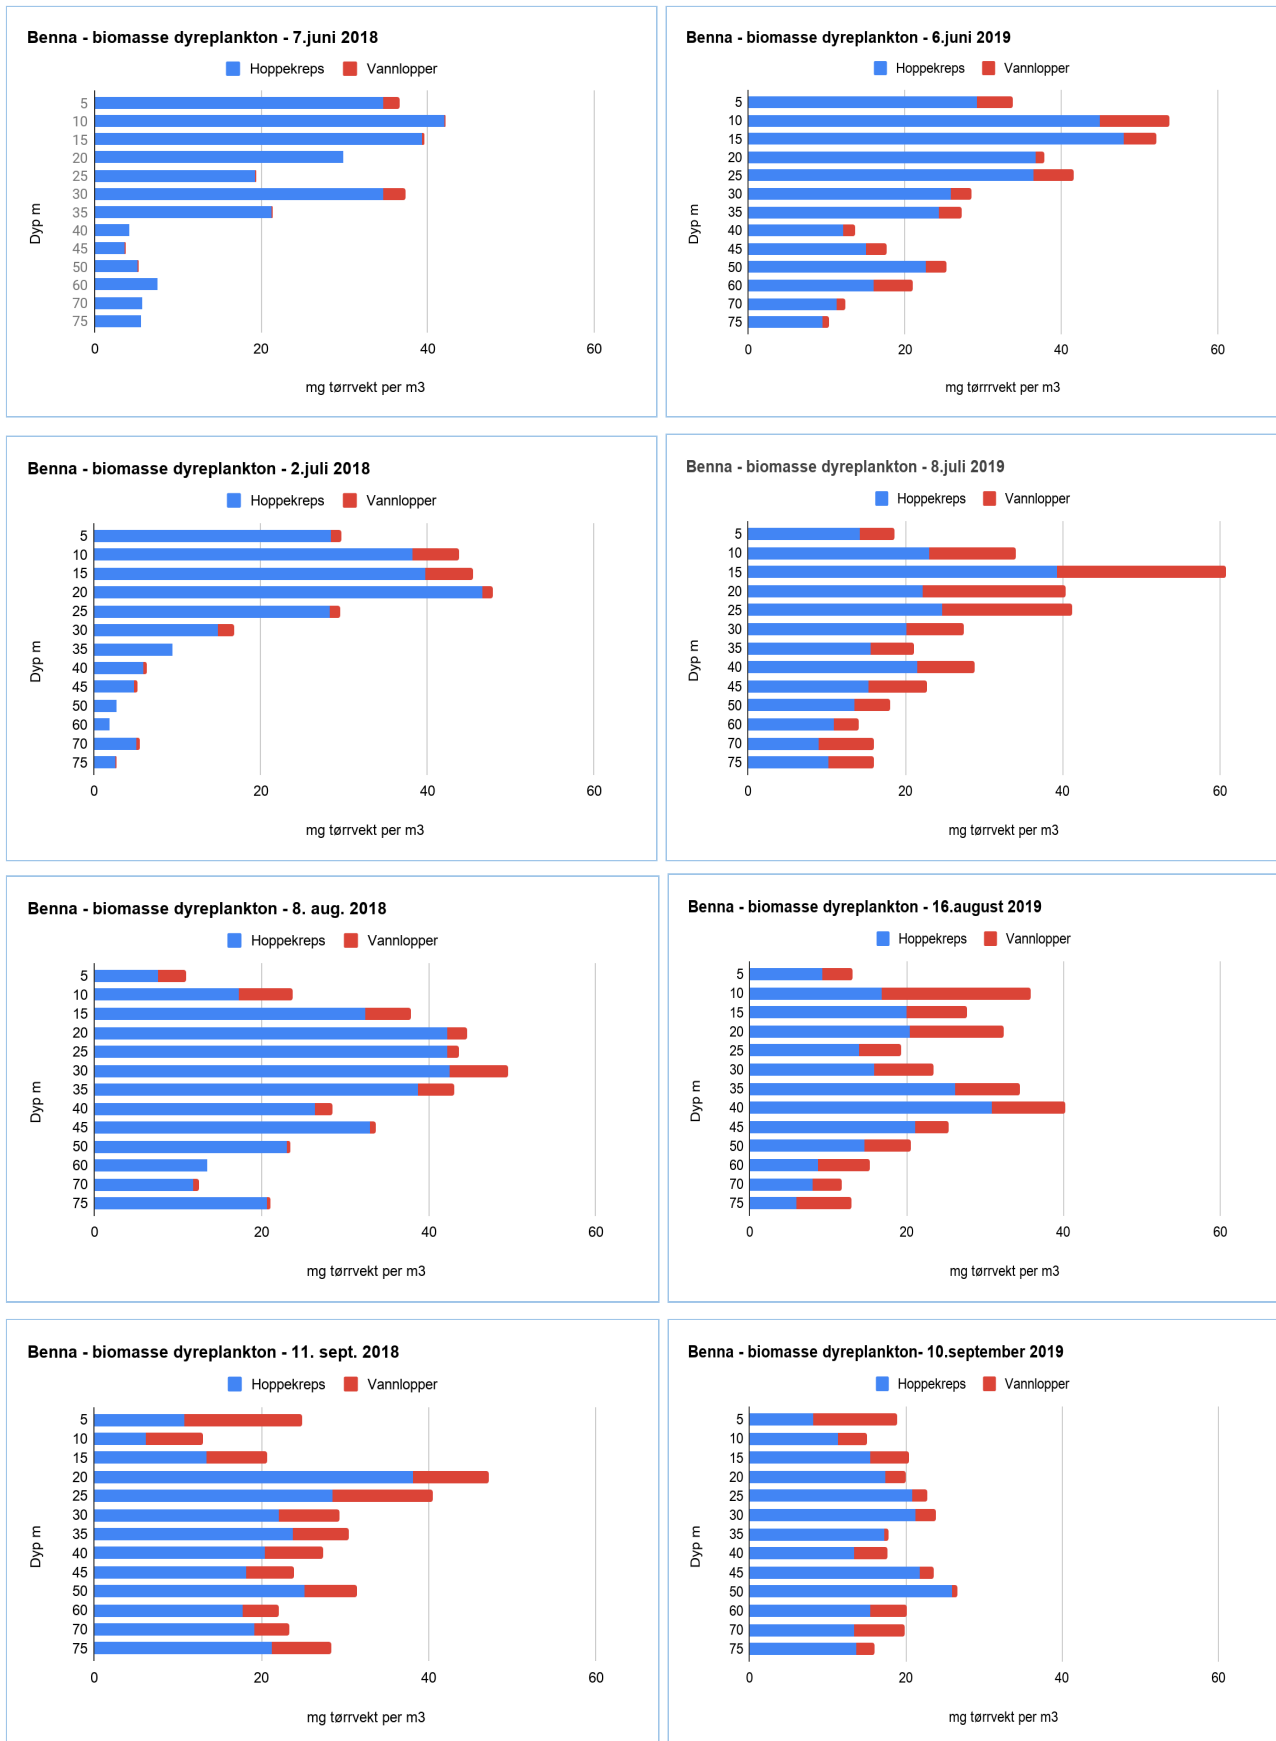 Benna - biomasse dyreplankton - 7.juni 2018
Hoppekreps Vannlopper
Dyp m
5
10
15
20
25
30
35
40
45
50
60
70
75
0 20 40 60
mg tørrvekt per m3
Benna - biomasse dyreplankton - 6.juni 2019
Hoppekreps Vannlopper
Dyp m
5
10
15
20
25
30
35
40
45
50
60
70
75
0 20 40 60
mg tørrrvekt per m3
Benna - biomasse dyreplankton - 2.juli 2018
Hoppekreps Vannlopper
Dyp m
5
10
15
20
25
30
35
40
45
50
60
70
75
0 20 40 60
mg tørrvekt per m3
Benna - biomasse dyreplankton - 8.juli 2019
Hoppekreps Vannlopper
Dyp m
5
10
15
20
25
30
35
40
45
50
60
70
75
0 20 40 60
mg tørrvekt per m3
Benna - biomasse dyreplankton - 8. aug. 2018
Hoppekreps Vannlopper
Dyp m
5
10
15
20
25
30
35
40
45
50
60
70
75
0 20 40 60
mg tørrvekt per m3
Benna - biomasse dyreplankton - 16.august 2019
Hoppekreps Vannlopper
Dyp m
5
10
15
20
25
30
35
40
45
50
60
70
75
0 20 40 60
mg tørrvekt per m3
Benna - biomasse dyreplankton - 11. sept. 2018
Hoppekreps Vannlopper
Dyp m
5
10
15
20
25
30
35
40
45
50
60
70
75
0 20 40 60
mg tørrvekt per m3
Benna - biomasse dyreplankton- 10.september 2019
Hoppekreps Vannlopper
Dyp m
5
10
15
20
25
30
35
40
45
50
60
70
75
0 20 40 60
mg tørrvekt per m3